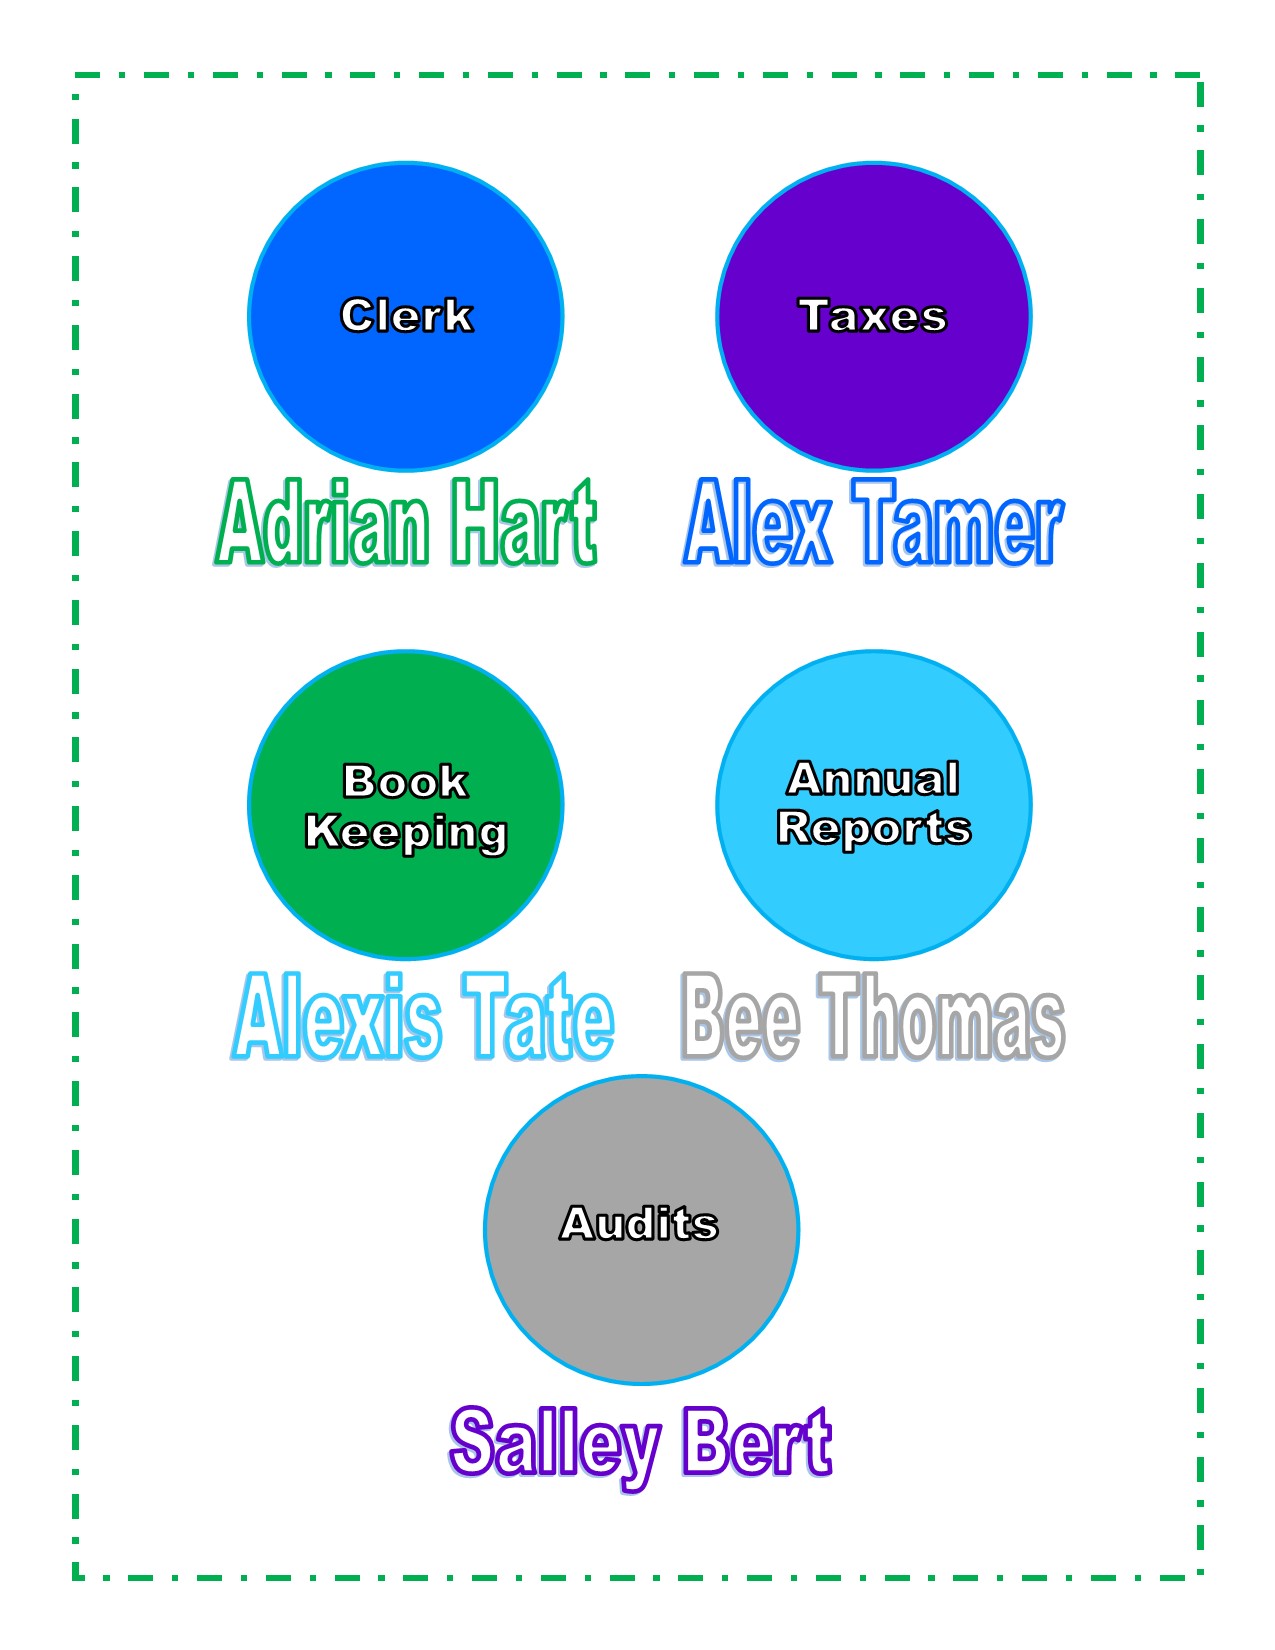 Clerk
Taxes
Adrian Hart
Alex Tamer
Book
Keeping
Annual
Reports
Alexis Tate
Bee Thomas
Audits
Salley Bert